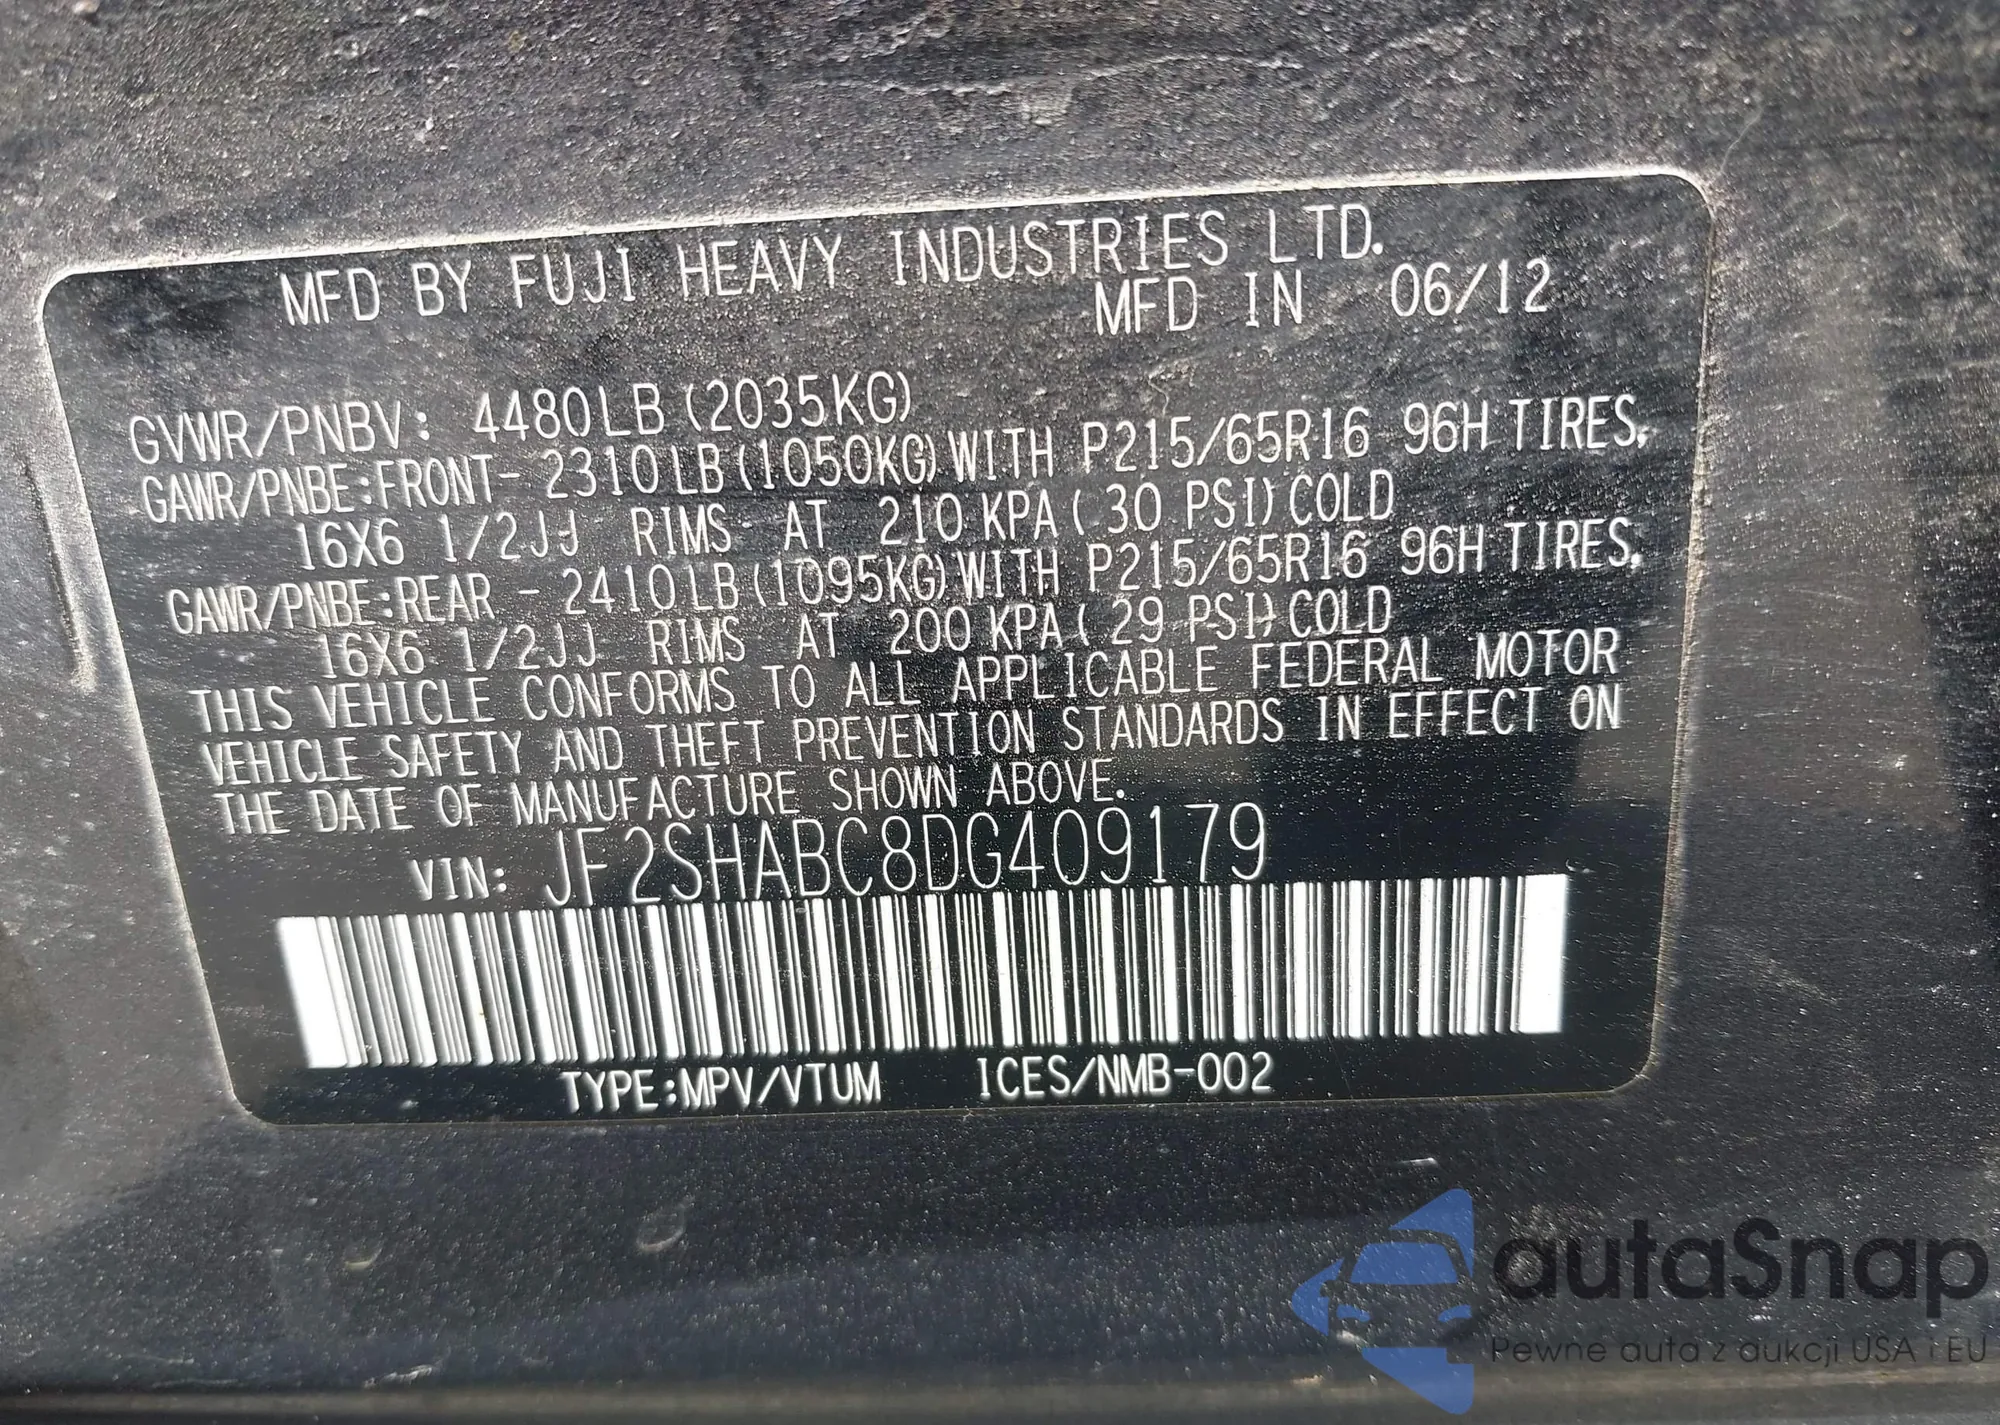 MFD BY FUJI HEAVY INDUSTRIES LTD.
MFD IN 06/12
GVWR/PNBV: 4480LB(2035KG)
GAWR/PNBE:FRONT- 2310LB(1050KG)WITH P215/65R16 96H TIRES,
16X6 1/2JJ RIMS AT 210 KPA( 30 PSI)COLD
GAWR/PNBE:REAR - 2410LB(1095KG)WITH P215/65R16 96H TIRES,
16X6 1/2JJ RIMS AT 200 KPA( 29 PSI)COLD
THIS VEHICLE CONFORMS TO ALL APPLICABLE FEDERAL MOTOR
VEHICLE SAFETY AND THEFT PREVENTION STANDARDS IN EFFECT ON
THE DATE OF MANUFACTURE SHOWN ABOVE.
VIN: JF2SHABC8DG409179
TYPE:MPV/VTUM ICES/NMB-002
autaSnap
Pewne auta z aukcji USA i EU